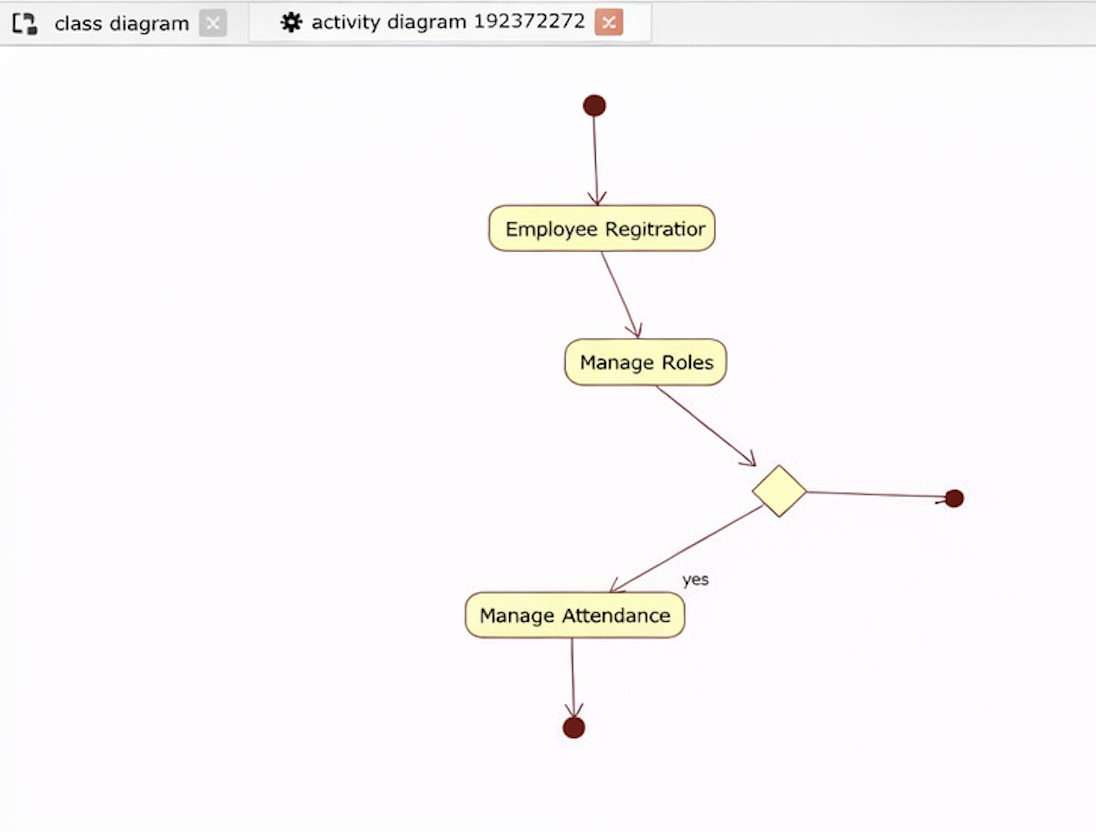 class diagram
activity diagram 192372272
Employee Regitratior
Manage Roles
yes
Manage Attendance